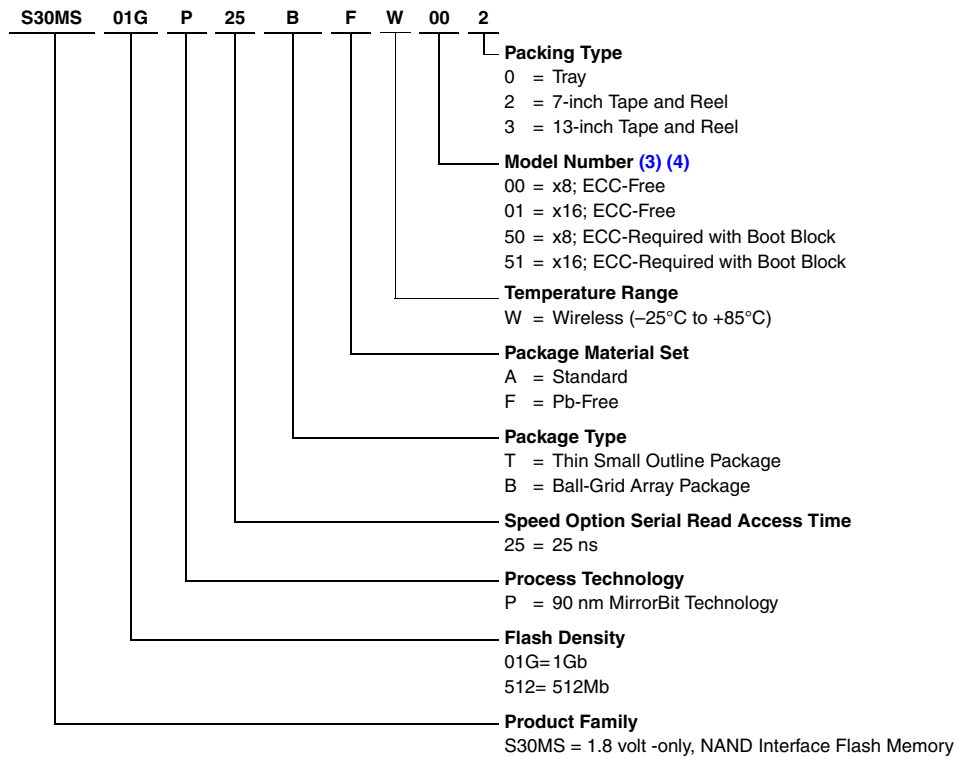 S30MS 01G P 25 B F W 00 2
Packing Type
0 = Tray
2 = 7-inch Tape and Reel
3 = 13-inch Tape and Reel
Model Number (3) (4)
00 = x8; ECC-Free
01 = x16; ECC-Free
50 = x8; ECC-Required with Boot Block
51 = x16; ECC-Required with Boot Block
Temperature Range
W = Wireless (–25°C to +85°C)
Package Material Set
A = Standard
F = Pb-Free
Package Type
T = Thin Small Outline Package
B = Ball-Grid Array Package
Speed Option Serial Read Access Time
25 = 25 ns
Process Technology
P = 90 nm MirrorBit Technology
Flash Density
01G=1Gb
512= 512Mb
Product Family
S30MS = 1.8 volt -only, NAND Interface Flash Memory